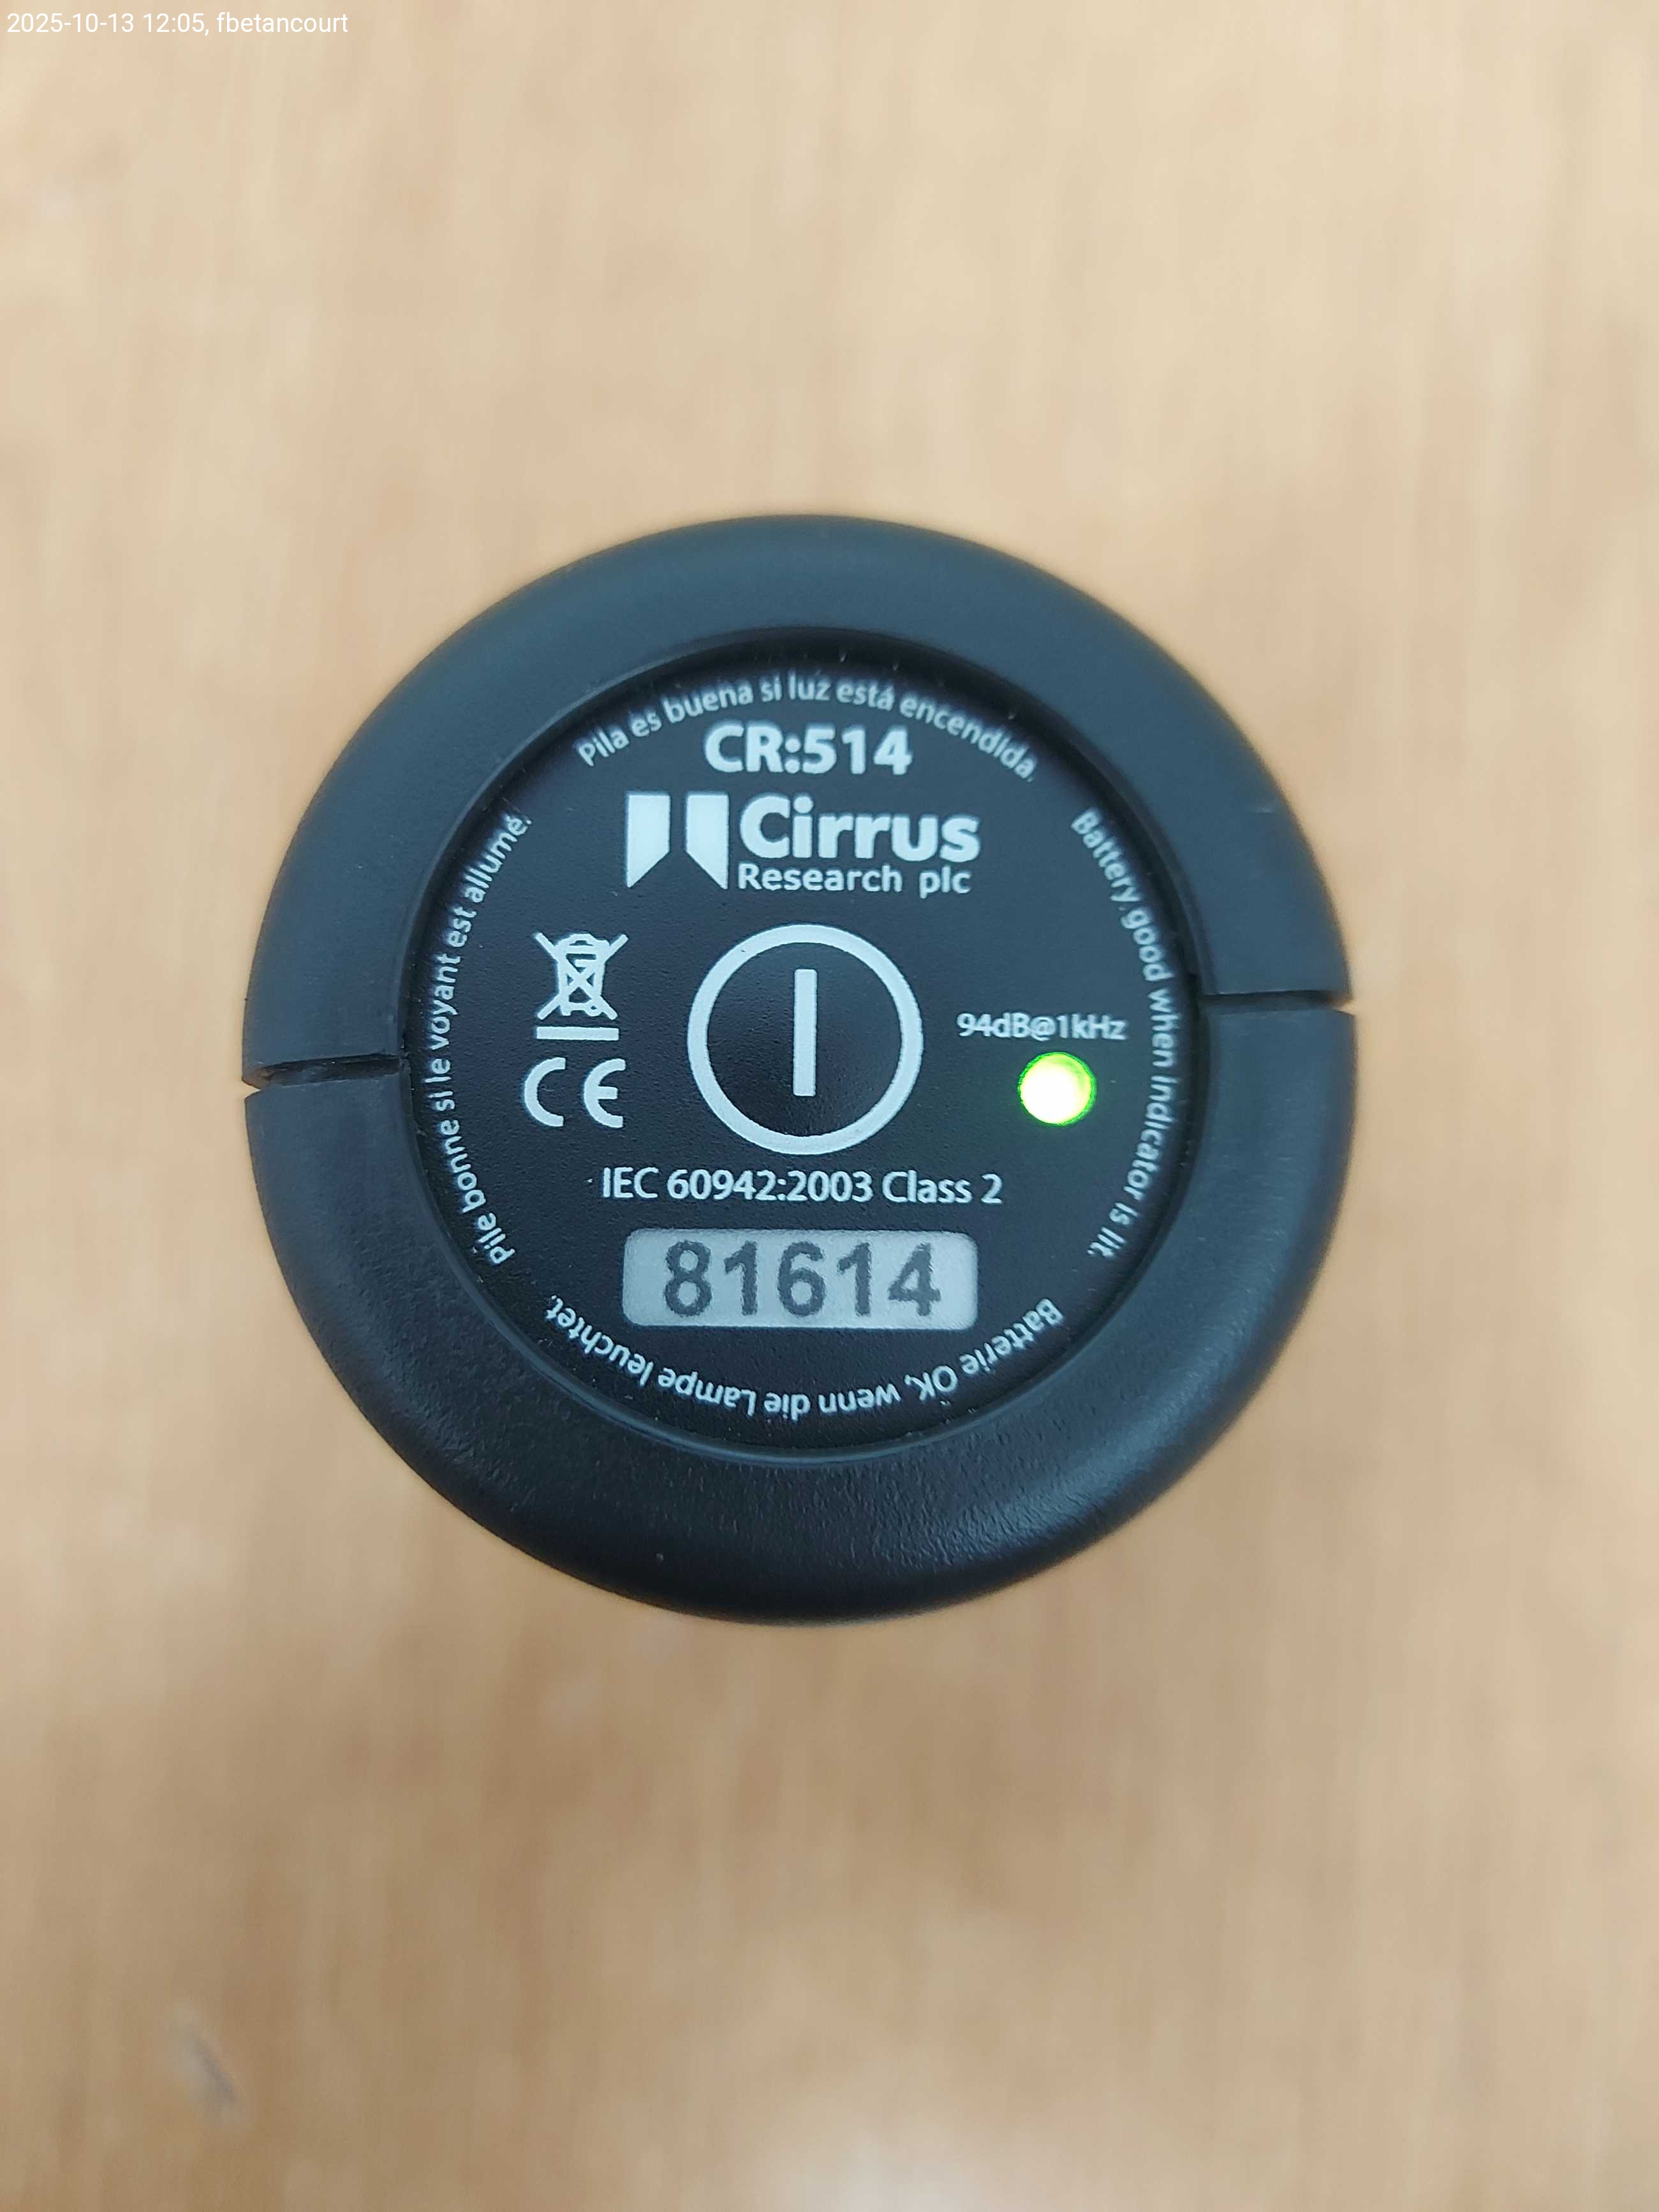 2025-10-13 12:05, fbetancourt
Pila es buena si luz está encendida.
CR:514
Cirrus
Research plc
Pile bonne si le voyant est allumé.
Battery good when indicator is lit.
94dB@1kHz
CE
IEC 60942:2003 Class 2
81614
Batterie OK, wenn die Lampe leuchtet.